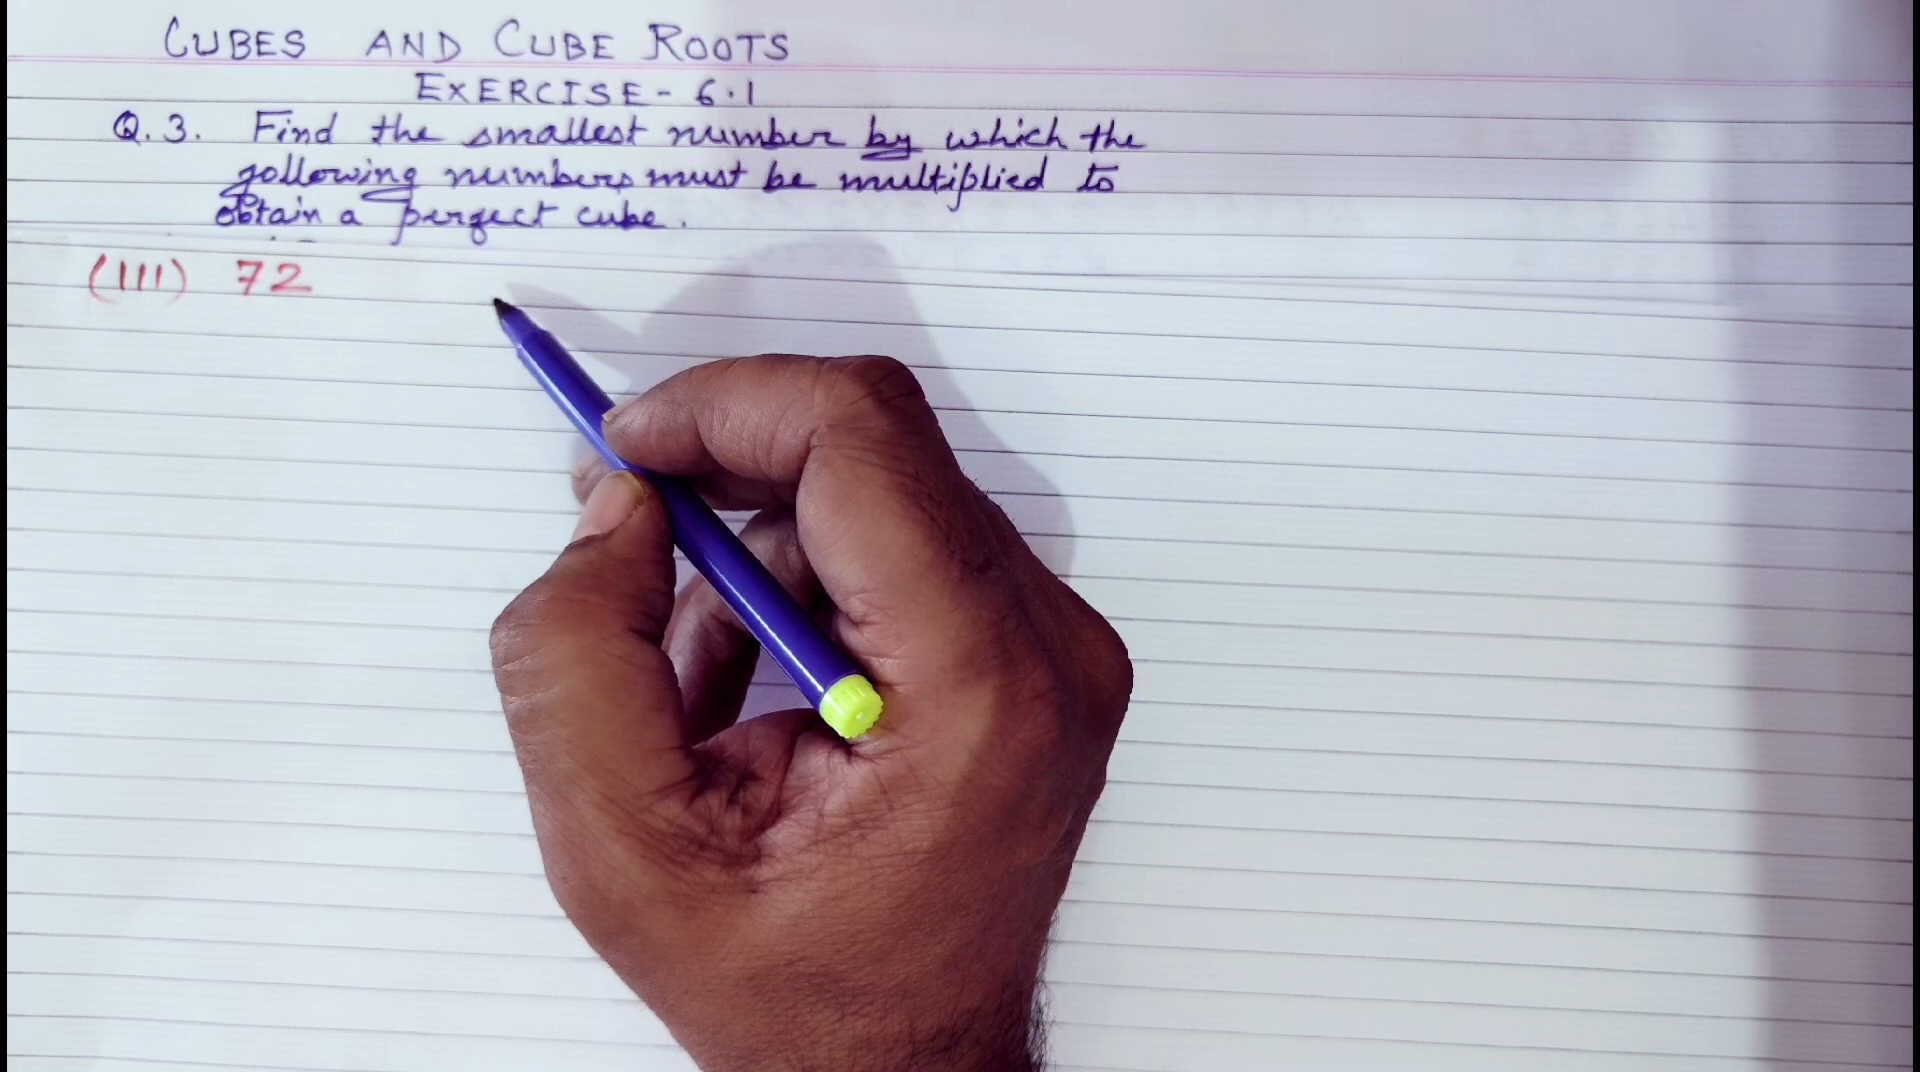 CUBES AND CUBE ROOTS
EXERCISE - 6.1
Q. 3. Find the smallest number by which the
following numbers must be multiplied to
obtain a perfect cube.
(III) 72